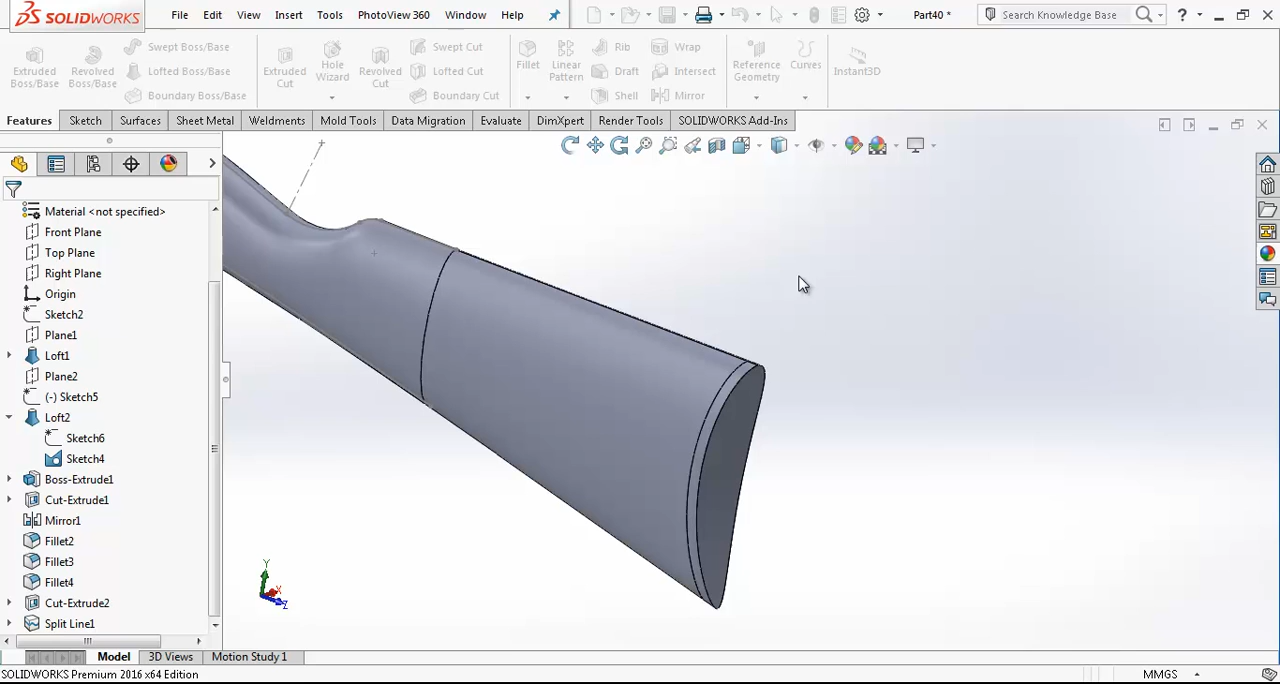 SOLIDWORKS File Edit View Insert Tools PhotoView 360 Window Help Part40 * Search Knowledge Base ?
Extruded Boss/Base
Revolved Boss/Base
Swept Boss/Base
Lofted Boss/Base
Boundary Boss/Base
Extruded Cut
Hole Wizard
Revolved Cut
Swept Cut
Lofted Cut
Boundary Cut
Fillet
Linear Pattern
Rib
Draft
Shell
Wrap
Intersect
Mirror
Reference Geometry
Curves
Instant3D
Features Sketch Surfaces Sheet Metal Weldments Mold Tools Data Migration Evaluate DimXpert Render Tools SOLIDWORKS Add-Ins
Material <not specified>
Front Plane
Top Plane
Right Plane
Origin
Sketch2
Plane1
Loft1
Plane2
(-) Sketch5
Loft2
Sketch6
Sketch4
Boss-Extrude1
Cut-Extrude1
Mirror1
Fillet2
Fillet3
Fillet4
Cut-Extrude2
Split Line1
Y
X
Z
Model 3D Views Motion Study 1
SOLIDWORKS Premium 2016 x64 Edition MMGS